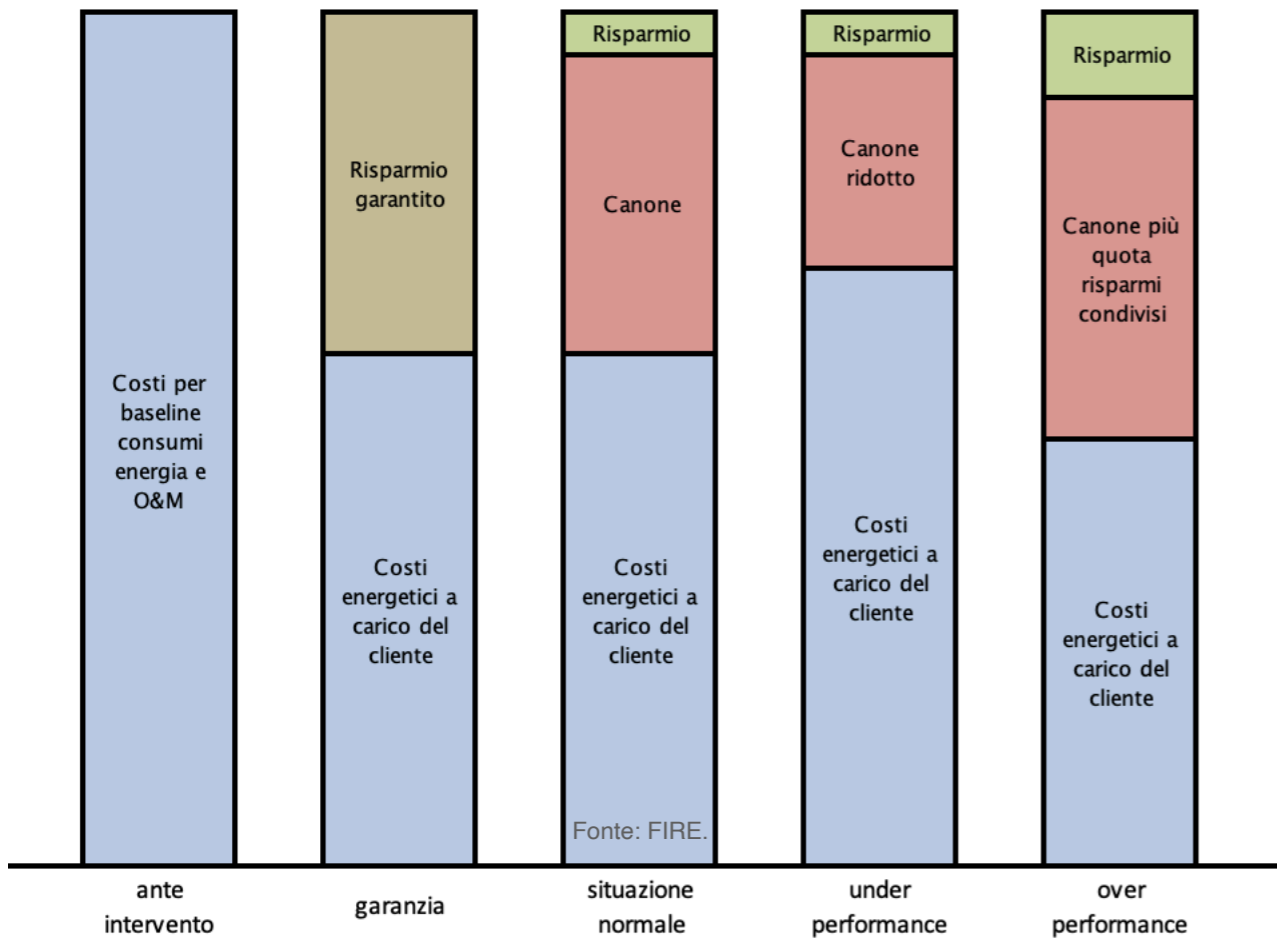 Costi per
baseline
consumi
energia e
O&M
ante
intervento
Risparmio
garantito
Costi
energetici a
carico del
cliente
garanzia
Risparmio
Canone
Costi
energetici a
carico del
cliente
Fonte: FIRE.
situazione
normale
Risparmio
Canone
ridotto
Costi
energetici a
carico del
cliente
under
performance
Risparmio
Canone più
quota
risparmi
condivisi
Costi
energetici a
carico del
cliente
over
performance